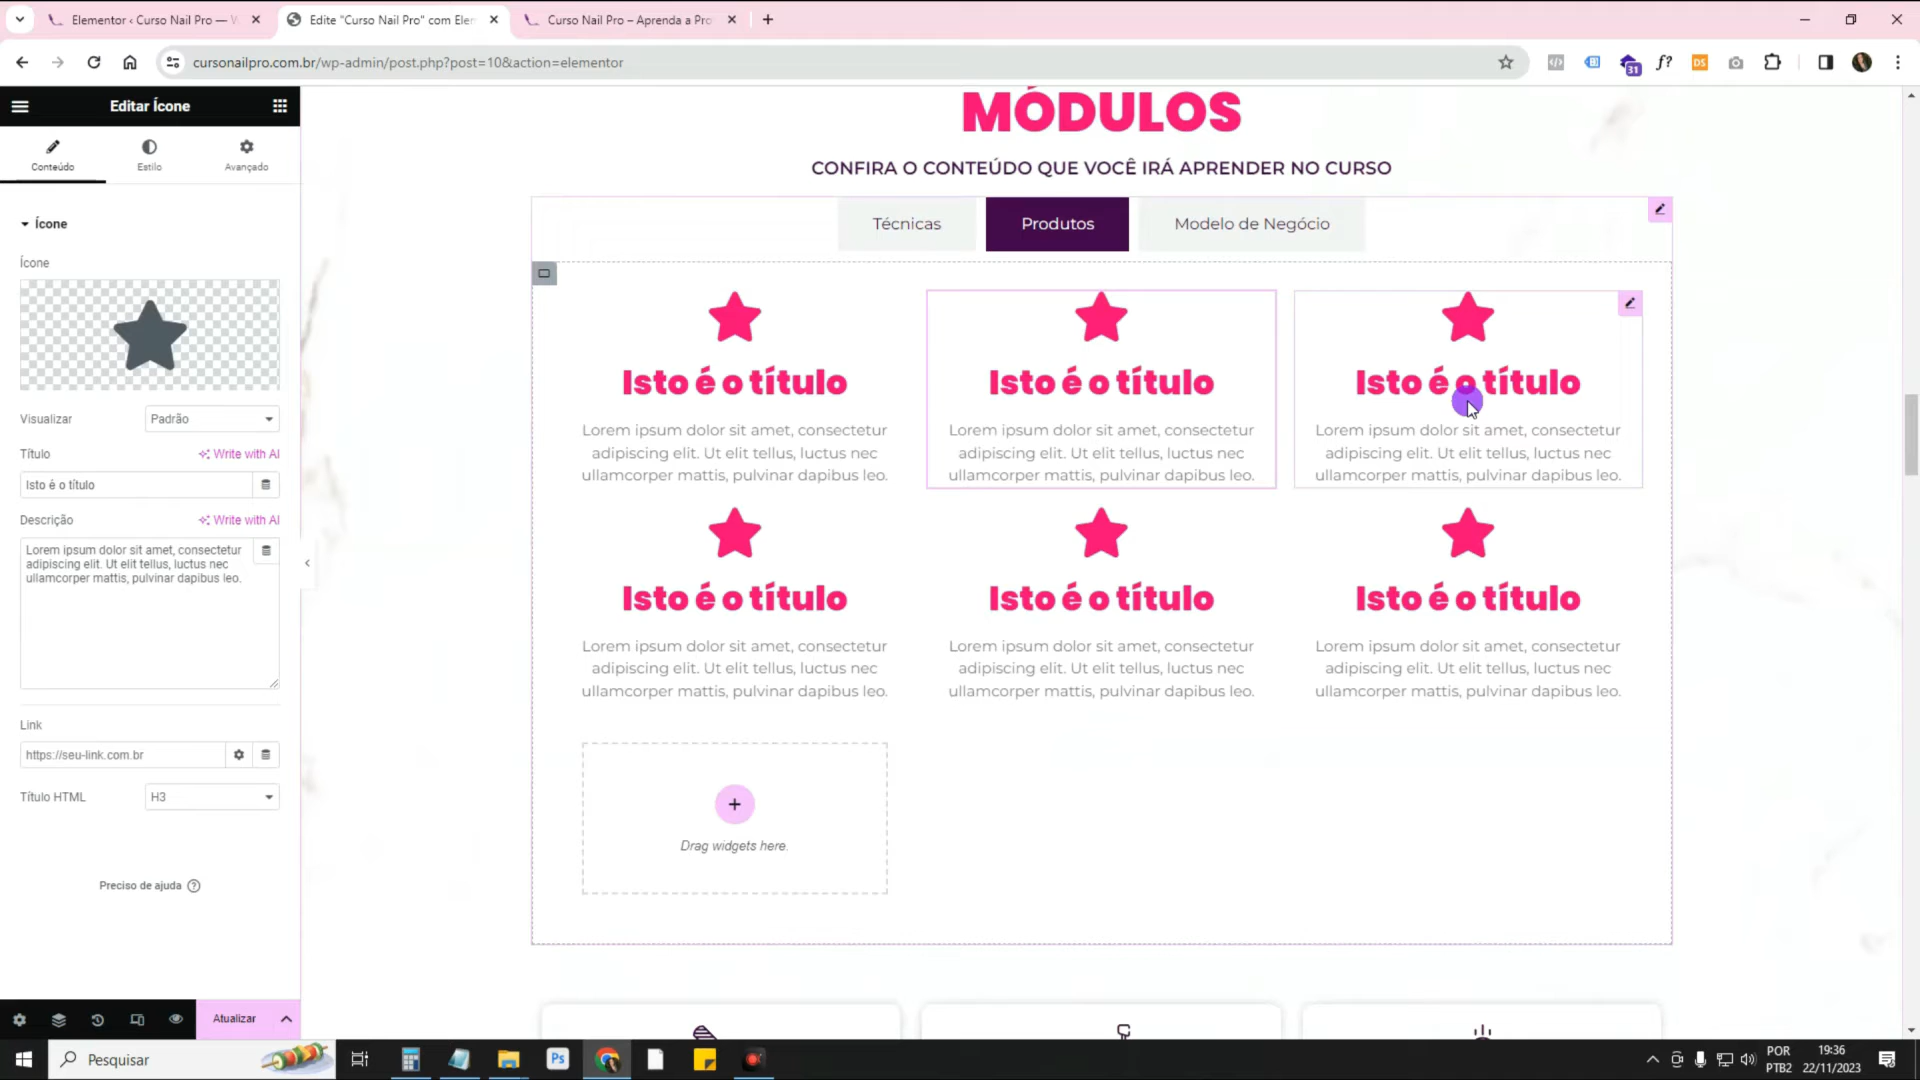 Elementor ‹ Curso Nail Pro — W
Edite "Curso Nail Pro" com Elem
Curso Nail Pro – Aprenda a Pro
cursonailpro.com.br/wp-admin/post.php?post=10&action=elementor
31
f?
DS
Editar Ícone
Conteúdo
Estilo
Avançado
Ícone
Ícone
Visualizar
Padrão
Título
Write with AI
Isto é o título
Descrição
Write with AI
Lorem ipsum dolor sit amet, consectetur
adipiscing elit. Ut elit tellus, luctus nec
ullamcorper mattis, pulvinar dapibus leo.
Link
https://seu-link.com.br
Título HTML
H3
Preciso de ajuda
Atualizar
MÓDULOS
CONFIRA O CONTEÚDO QUE VOCÊ IRÁ APRENDER NO CURSO
Técnicas
Produtos
Modelo de Negócio
Isto é o título
Lorem ipsum dolor sit amet, consectetur
adipiscing elit. Ut elit tellus, luctus nec
ullamcorper mattis, pulvinar dapibus leo.
Isto é o título
Lorem ipsum dolor sit amet, consectetur
adipiscing elit. Ut elit tellus, luctus nec
ullamcorper mattis, pulvinar dapibus leo.
Isto é o título
Lorem ipsum dolor sit amet, consectetur
adipiscing elit. Ut elit tellus, luctus nec
ullamcorper mattis, pulvinar dapibus leo.
Isto é o título
Lorem ipsum dolor sit amet, consectetur
adipiscing elit. Ut elit tellus, luctus nec
ullamcorper mattis, pulvinar dapibus leo.
Isto é o título
Lorem ipsum dolor sit amet, consectetur
adipiscing elit. Ut elit tellus, luctus nec
ullamcorper mattis, pulvinar dapibus leo.
Isto é o título
Lorem ipsum dolor sit amet, consectetur
adipiscing elit. Ut elit tellus, luctus nec
ullamcorper mattis, pulvinar dapibus leo.
Drag widgets here.
Pesquisar
Ps
POR
PTB2
19:36
22/11/2023